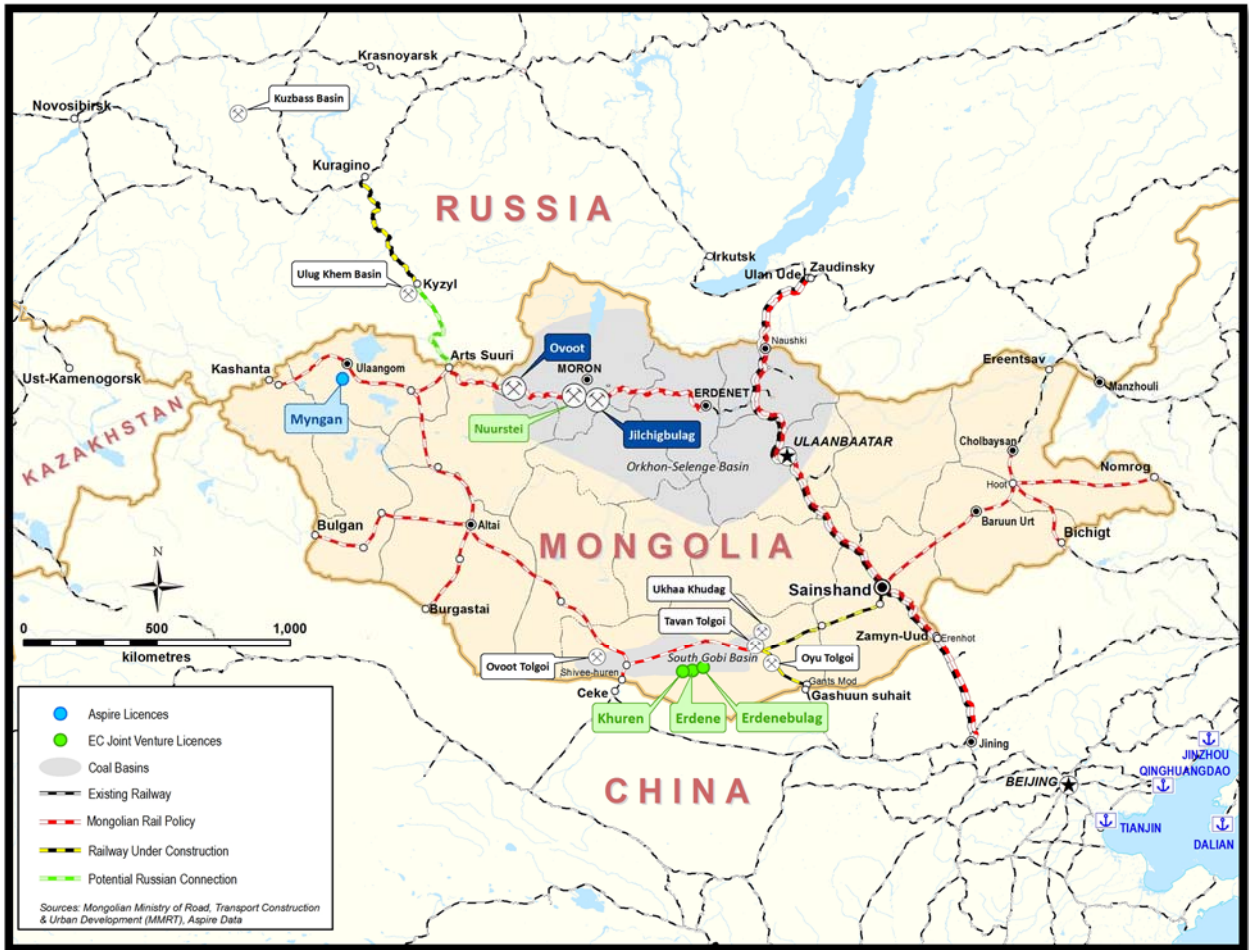 Krasnoyarsk
Kuzbass Basin
Novosibirsk
Kuragino
RUSSIA
Irkutsk
Ulan Ude
Zaudinsky
Ulug Khem Basin
Kyzyl
Naushki
Ovoot
Arts Suuri
Ereentsav
Kashanta
Ulaangom
MORON
Manzhouli
Ust-Kamenogorsk
ERDENET
Myngan
Nuurstei
Jilchigbulag
KAZAKHSTAN
ULAANBAATAR
Cholbaysan
Orkhon-Selenge Basin
Nomrog
Hoot
Baruun Urt
Bulgan
Altai
Bichigt
MONGOLIA
N
Ukhaa Khudag
Sainshand
Burgastai
Tavan Tolgoi
0 500 1,000
kilometres
Zamyn-Uud
Erenhot
Ovoot Tolgoi
South Gobi Basin
Oyu Tolgoi
Shivee-huren
Gants Mod
Ceke
Gashuun suhait
Khuren
Erdene
Erdenebulag
Jining
JINZHOU
QINGHUANGDAO
BEIJING
CHINA
TIANJIN
DALIAN
Aspire Licences
EC Joint Venture Licences
Coal Basins
Existing Railway
Mongolian Rail Policy
Railway Under Construction
Potential Russian Connection
Sources: Mongolian Ministry of Road, Transport Construction
& Urban Development (MMRT), Aspire Data